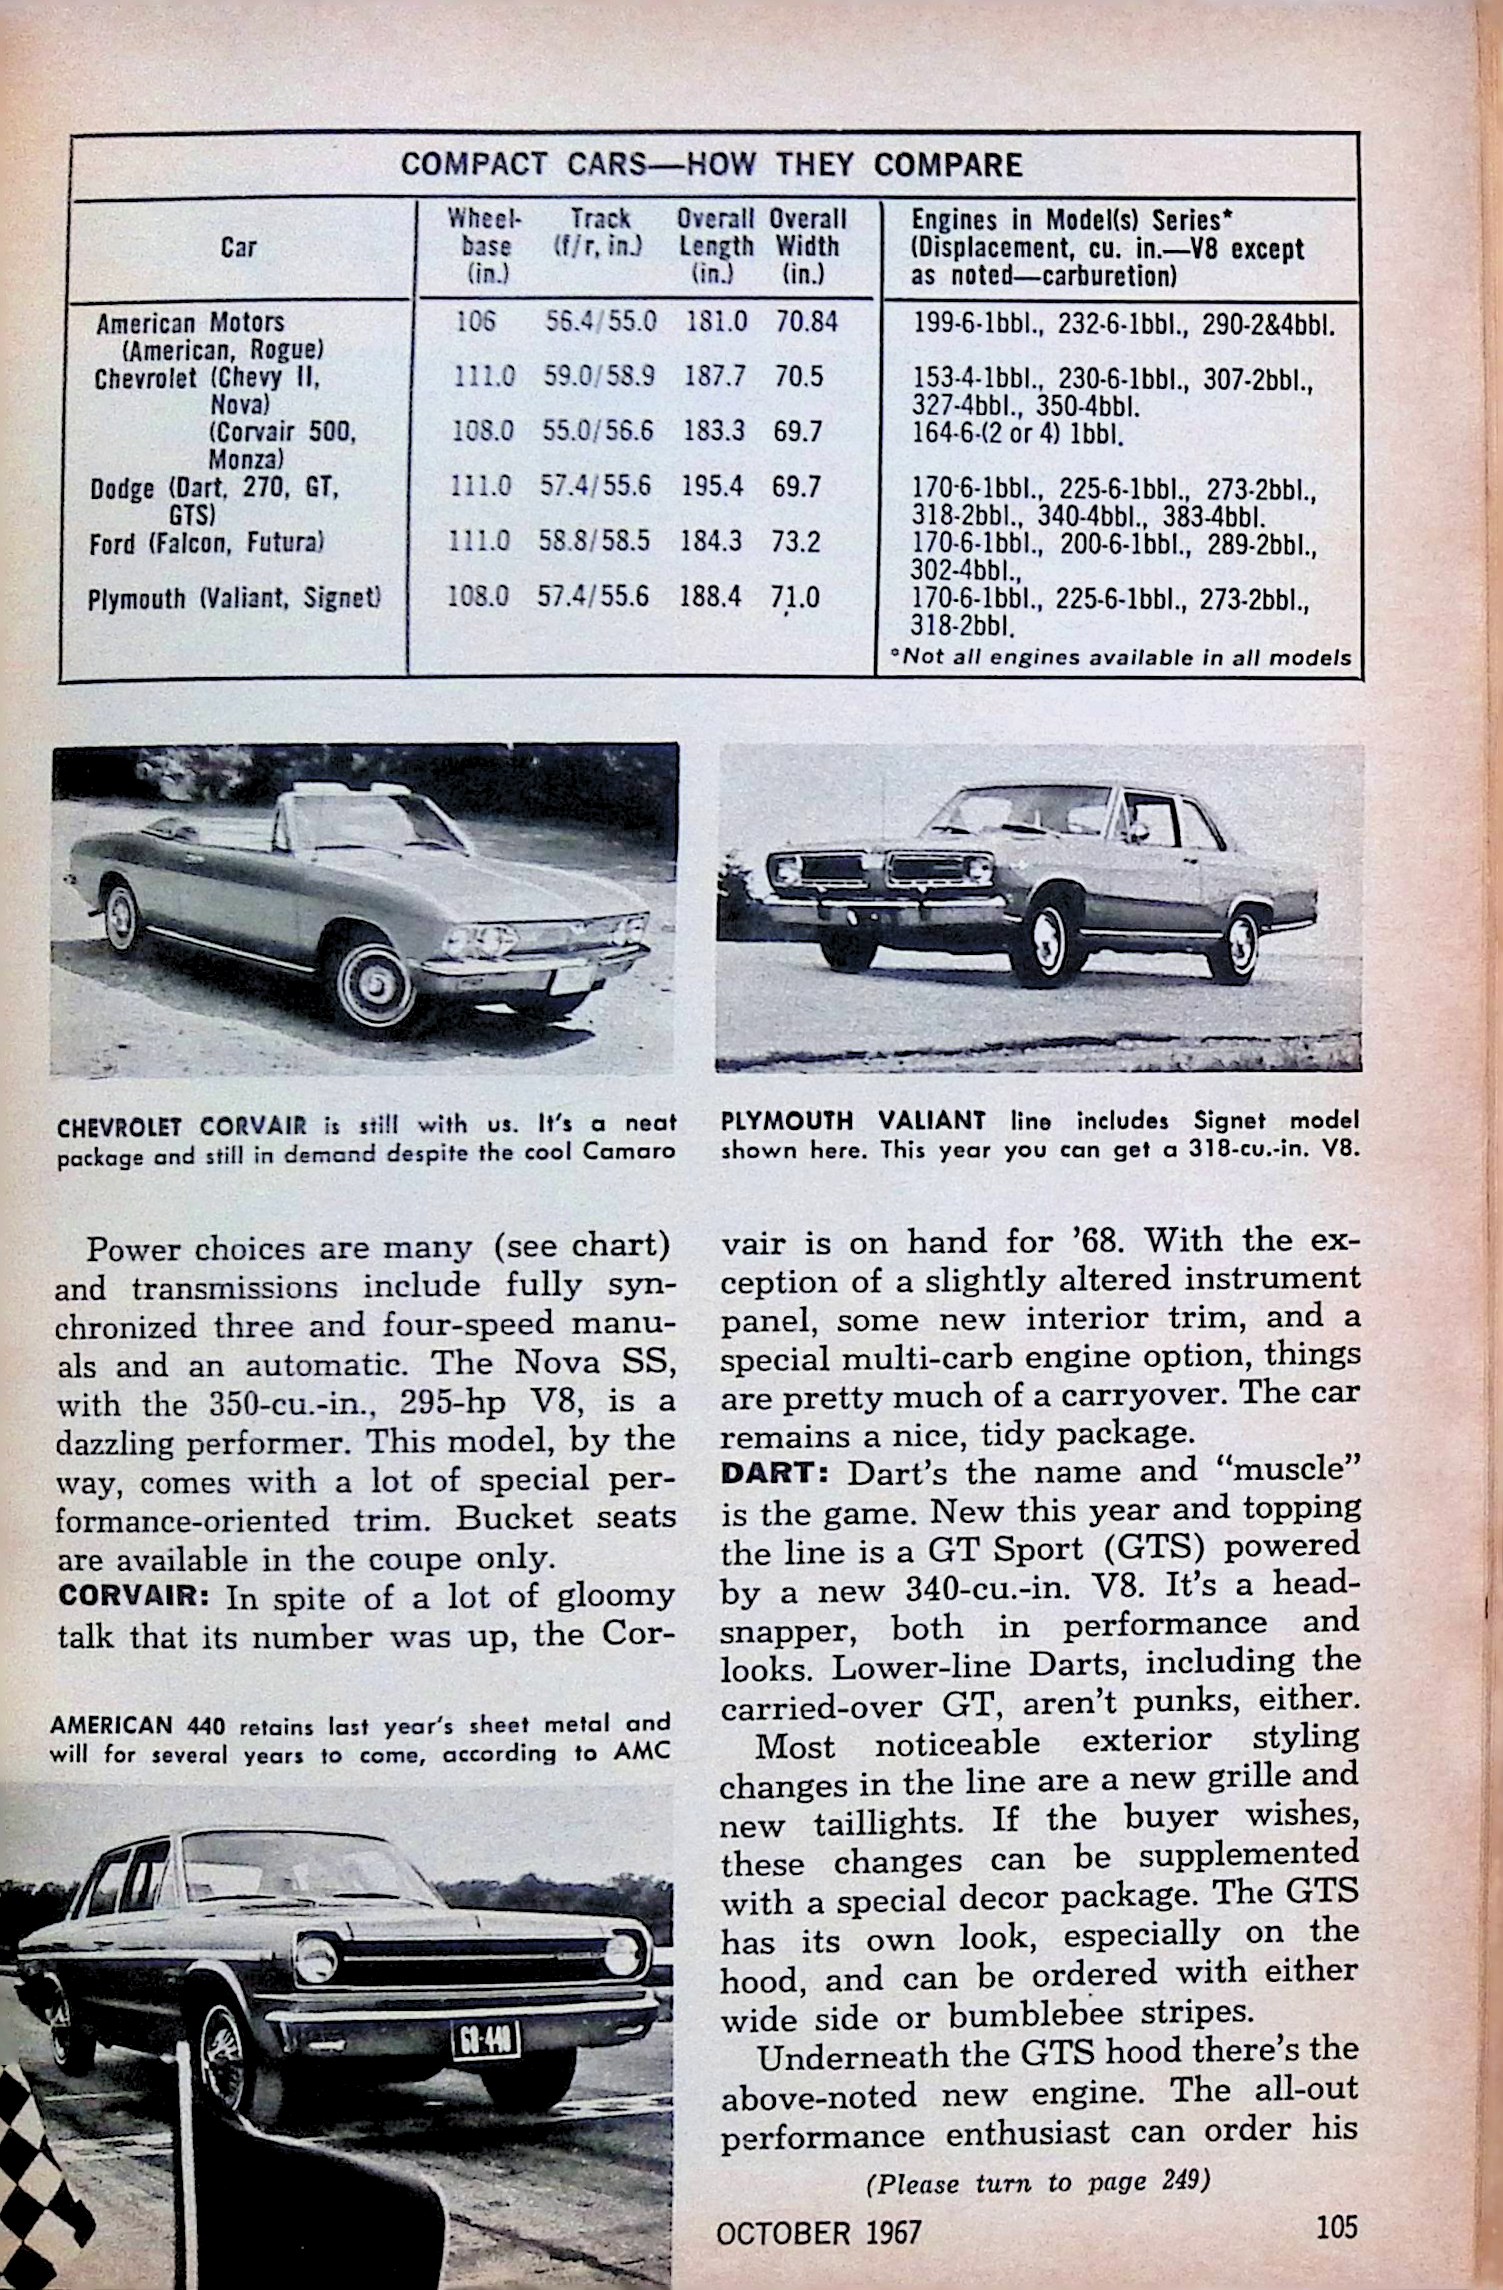 COMPACT CARS—HOW THEY COMPARE
Car
Wheel-
base
(in.)
Track
(f/r, in.)
Overall
Length
(in.)
Overall
Width
(in.)
Engines in Model(s) Series*
(Displacement, cu. in.—V8 except
as noted—carburetion)
American Motors 106 56.4/55.0 181.0 70.84 199-6-1bbl., 232-6-1bbl., 290-2&4bbl.
(American, Rogue)
Chevrolet (Chevy II, 111.0 59.0/58.9 187.7 70.5 153-4-1bbl., 230-6-1bbl., 307-2bbl.,
Nova) 327-4bbl., 350-4bbl.
(Corvair 500, 108.0 55.0/56.6 183.3 69.7 164-6-(2 or 4) 1bbl.
Monza)
Dodge (Dart, 270, GT, 111.0 57.4/55.6 195.4 69.7 170-6-1bbl., 225-6-1bbl., 273-2bbl.,
GTS) 318-2bbl., 340-4bbl., 383-4bbl.
Ford (Falcon, Futura) 111.0 58.8/58.5 184.3 73.2 170-6-1bbl., 200-6-1bbl., 289-2bbl.,
302-4bbl.,
Plymouth (Valiant, Signet) 108.0 57.4/55.6 188.4 71.0 170-6-1bbl., 225-6-1bbl., 273-2bbl.,
318-2bbl.
*Not all engines available in all models
CHEVROLET CORVAIR is still with us. It's a neat
package and still in demand despite the cool Camaro
PLYMOUTH VALIANT line includes Signet model
shown here. This year you can get a 318-cu.-in. V8.
Power choices are many (see chart)
and transmissions include fully syn-
chronized three and four-speed manu-
als and an automatic. The Nova SS,
with the 350-cu.-in., 295-hp V8, is a
dazzling performer. This model, by the
way, comes with a lot of special per-
formance-oriented trim. Bucket seats
are available in the coupe only.
CORVAIR: In spite of a lot of gloomy
talk that its number was up, the Cor-
AMERICAN 440 retains last year's sheet metal and
will for several years to come, according to AMC
68-440
vair is on hand for '68. With the ex-
ception of a slightly altered instrument
panel, some new interior trim, and a
special multi-carb engine option, things
are pretty much of a carryover. The car
remains a nice, tidy package.
DART: Dart's the name and "muscle"
is the game. New this year and topping
the line is a GT Sport (GTS) powered
by a new 340-cu.-in. V8. It's a head-
snapper, both in performance and
looks. Lower-line Darts, including the
carried-over GT, aren't punks, either.
Most noticeable exterior styling
changes in the line are a new grille and
new taillights. If the buyer wishes,
these changes can be supplemented
with a special decor package. The GTS
has its own look, especially on the
hood, and can be ordered with either
wide side or bumblebee stripes.
Underneath the GTS hood there's the
above-noted new engine. The all-out
performance enthusiast can order his
(Please turn to page 249)
OCTOBER 1967 105